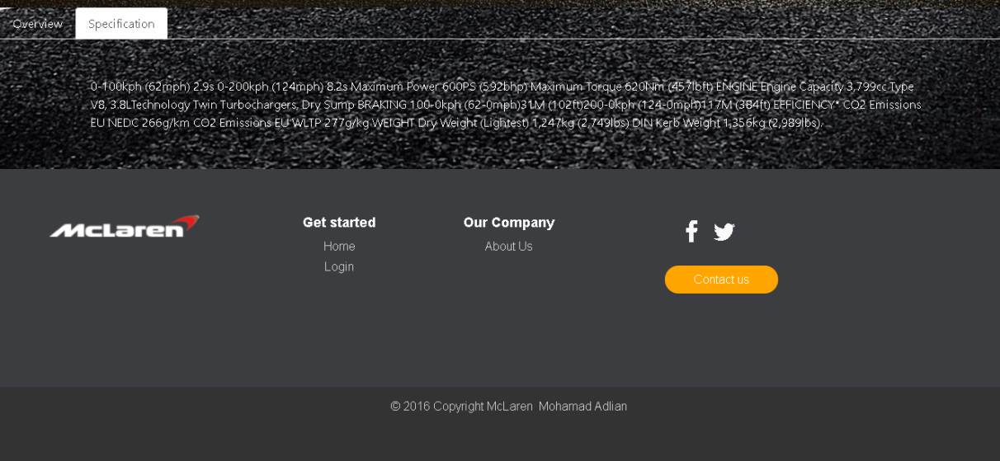 Overview Specification
0-100kph (62mph) 2.9s 0-200kph (124mph) 8.2s Maximum Power 600PS (592bhp) Maximum Torque 620Nm (457lbft) ENGINE Engine Capacity 3,799cc Type
V8, 3.8LTechnology Twin Turbochargers, Dry Sump BRAKING 100-0kph (62-0mph)31M (102ft)200-0kph (124-0mph)117M (384ft) EFFICIENCY* CO2 Emissions
EU NEDC 266g/km CO2 Emissions EU WLTP 277g/kg WEIGHT Dry Weight (Lightest) 1,247kg (2,749lbs) DIN Kerb Weight 1,356kg (2,989lbs).
McLaren
Get started
Home
Login
Our Company
About Us
Contact us
© 2016 Copyright McLaren Mohamad Adlian